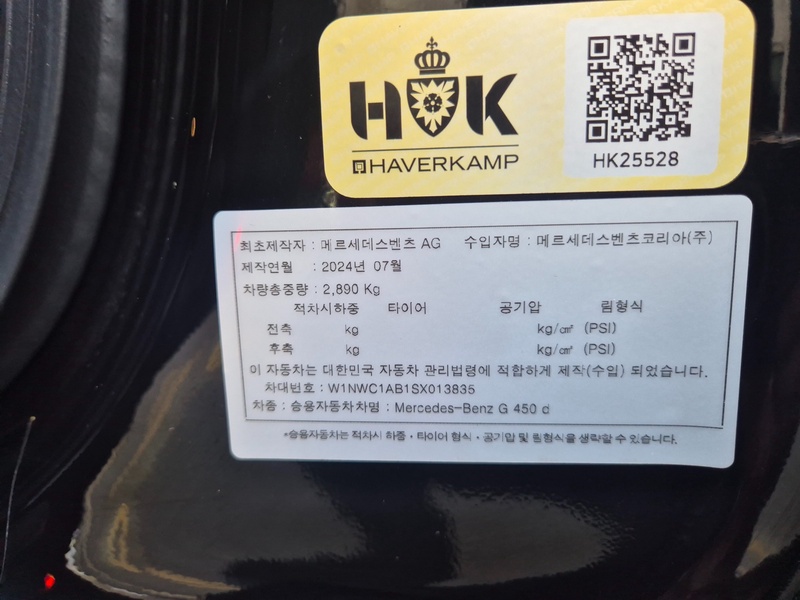 HK
HAVERKAMP
HK25528
최초제작자 : 메르세데스벤츠 AG 수입자명 : 메르세데스벤츠코리아(주)
제작연월 : 2024년 07월
차량총중량 : 2,890 Kg
적차시하중 타이어 공기압 림형식
전축 kg kg/㎠ (PSI)
후축 kg kg/㎠ (PSI)
이 자동차는 대한민국 자동차 관리법령에 적합하게 제작(수입) 되었습니다.
차대번호 : W1NWC1AB1SX013835
차종 : 승용자동차차명 : Mercedes-Benz G 450 d
*승용자동차는 적차시 하중·타이어 형식·공기압 및 림형식을 생략할 수 있습니다.